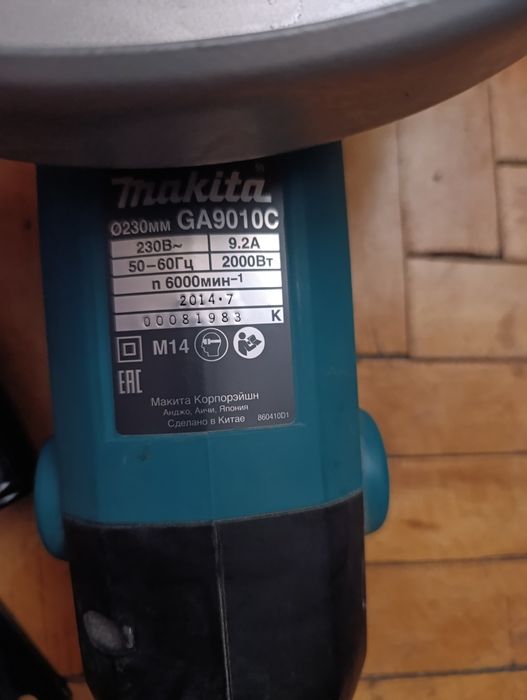 makita
Ø230мм GA9010C
230В~ 9.2А
50-60Гц 2000Вт
n 6000мин⁻¹
2014·7
00081983 K
M14
EAC
Макита Корпорэйшн
Анджо, Аичи, Япония
Сделано в Китае 860410D1